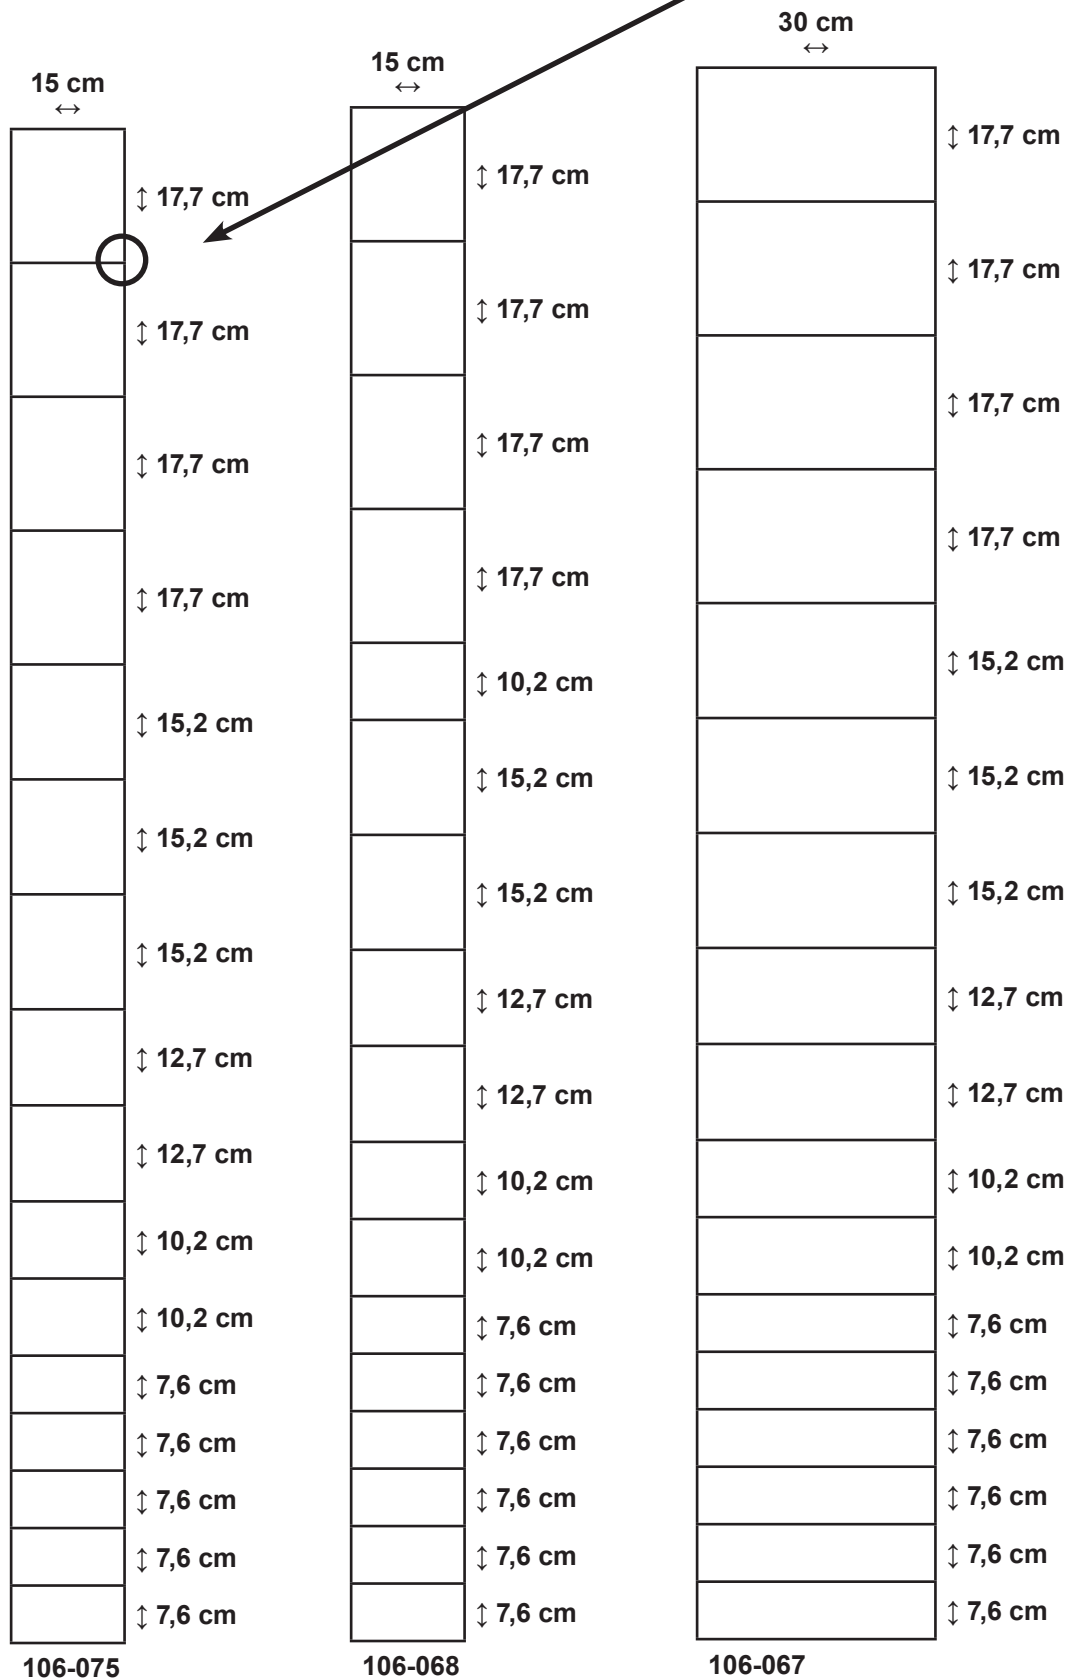 15 cm
↔
↕ 17,7 cm
↕ 17,7 cm
↕ 17,7 cm
↕ 17,7 cm
↕ 15,2 cm
↕ 15,2 cm
↕ 15,2 cm
↕ 12,7 cm
↕ 12,7 cm
↕ 10,2 cm
↕ 10,2 cm
↕ 7,6 cm
↕ 7,6 cm
↕ 7,6 cm
↕ 7,6 cm
↕ 7,6 cm
106-075
15 cm
↔
↕ 17,7 cm
↕ 17,7 cm
↕ 17,7 cm
↕ 17,7 cm
↕ 10,2 cm
↕ 15,2 cm
↕ 15,2 cm
↕ 12,7 cm
↕ 12,7 cm
↕ 10,2 cm
↕ 10,2 cm
↕ 7,6 cm
↕ 7,6 cm
↕ 7,6 cm
↕ 7,6 cm
↕ 7,6 cm
↕ 7,6 cm
106-068
30 cm
↔
↕ 17,7 cm
↕ 17,7 cm
↕ 17,7 cm
↕ 17,7 cm
↕ 15,2 cm
↕ 15,2 cm
↕ 15,2 cm
↕ 12,7 cm
↕ 12,7 cm
↕ 10,2 cm
↕ 10,2 cm
↕ 7,6 cm
↕ 7,6 cm
↕ 7,6 cm
↕ 7,6 cm
↕ 7,6 cm
↕ 7,6 cm
106-067